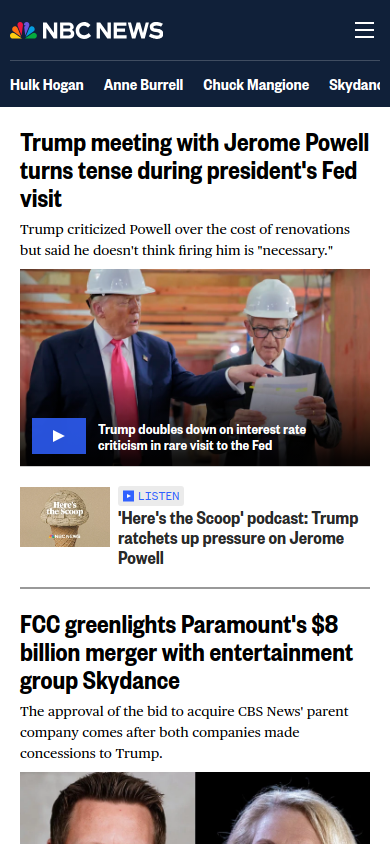 NBC NEWS
Hulk Hogan Anne Burrell Chuck Mangione Skydanc
Trump meeting with Jerome Powell
turns tense during president's Fed
visit
Trump criticized Powell over the cost of renovations
but said he doesn't think firing him is "necessary."
Trump doubles down on interest rate
criticism in rare visit to the Fed
Here's
the Scoop
NBC NEWS
LISTEN
'Here's the Scoop' podcast: Trump
ratchets up pressure on Jerome
Powell
FCC greenlights Paramount's $8
billion merger with entertainment
group Skydance
The approval of the bid to acquire CBS News' parent
company comes after both companies made
concessions to Trump.